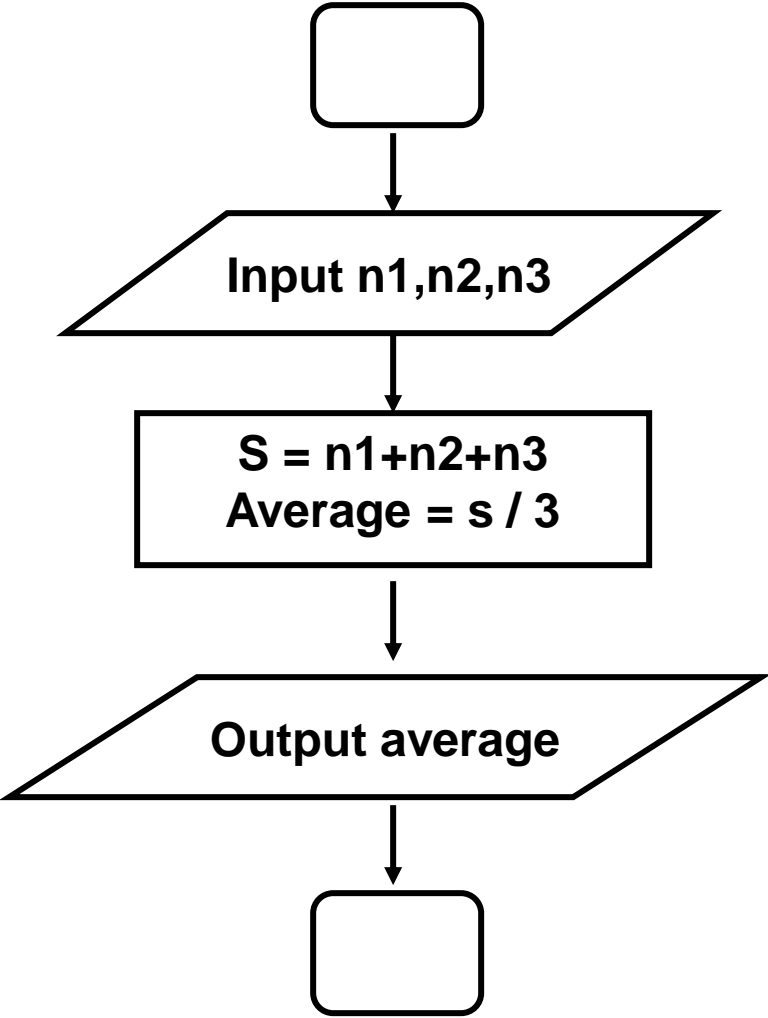 Input n1,n2,n3
S = n1+n2+n3
Average = s / 3
Output average